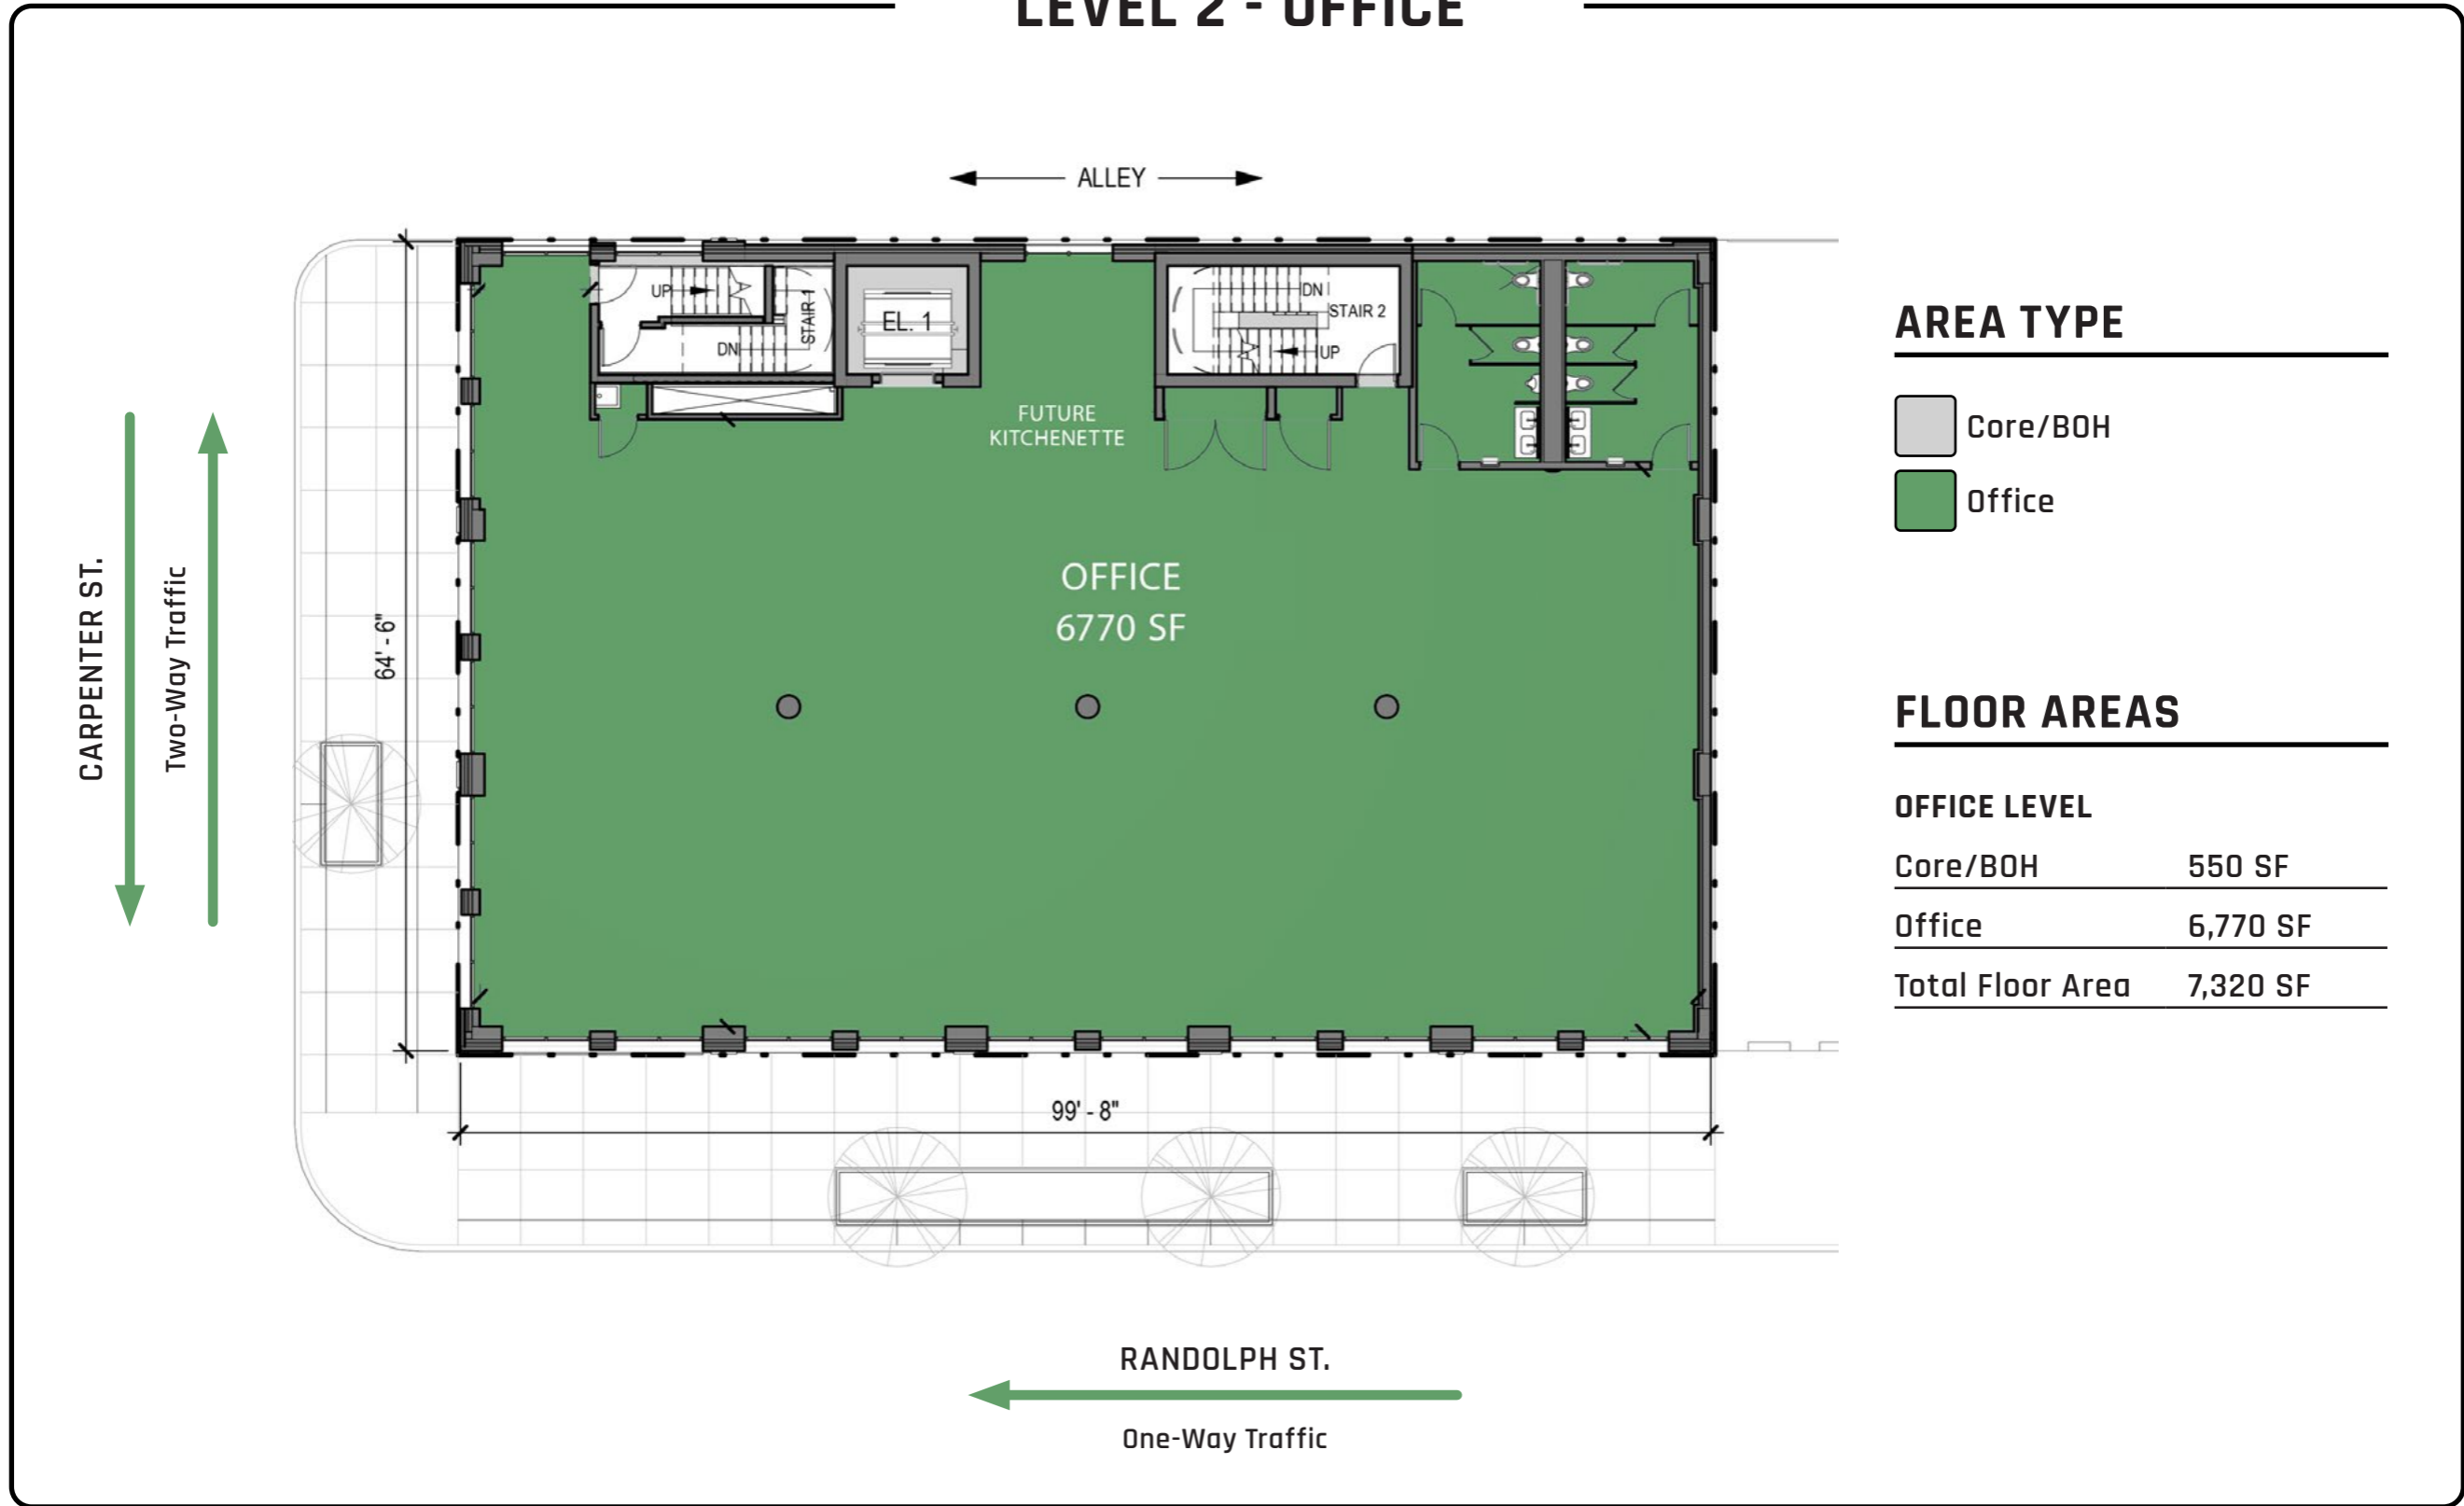 LEVEL 2 - OFFICE
ALLEY
UP
STAIR 1
DN
EL. 1
DN
STAIR 2
UP
FUTURE
KITCHENETTE
OFFICE
6770 SF
CARPENTER ST.
Two-Way Traffic
64' - 6"
99' - 8"
RANDOLPH ST.
One-Way Traffic
AREA TYPE
Core/BOH
Office
FLOOR AREAS
OFFICE LEVEL
Core/BOH 550 SF
Office 6,770 SF
Total Floor Area 7,320 SF